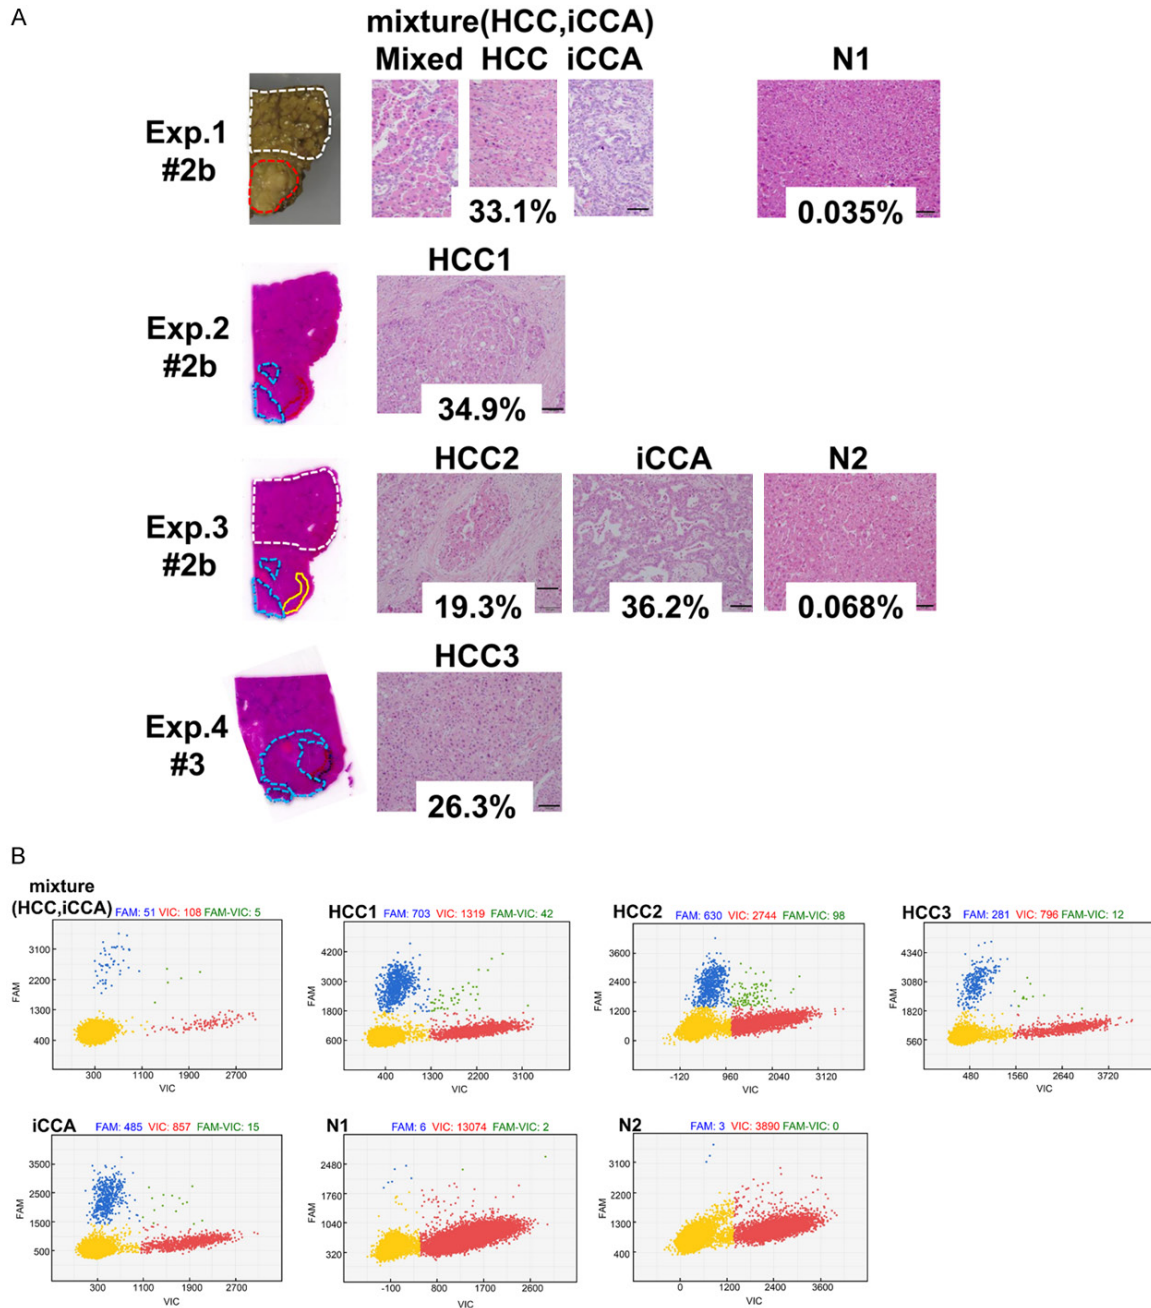 A
mixture(HCC,iCCA)
Mixed HCC iCCA
N1
Exp.1
#2b
33.1%
0.035%
HCC1
Exp.2
#2b
34.9%
HCC2
iCCA
N2
Exp.3
#2b
19.3%
36.2%
0.068%
HCC3
Exp.4
#3
26.3%
B
mixture
(HCC,iCCA)
FAM: 51 VIC: 108 FAM-VIC: 5
3100
2200
1300
400
FAM
300 1100 1900 2700
VIC
HCC1
FAM: 703 VIC: 1319 FAM-VIC: 42
4200
3000
1800
600
FAM
400 1300 2200 3100
VIC
HCC2
FAM: 630 VIC: 2744 FAM-VIC: 98
3600
2400
1200
0
FAM
-120 960 2040 3120
VIC
HCC3
FAM: 281 VIC: 796 FAM-VIC: 12
4340
3080
1820
560
FAM
480 1560 2640 3720
VIC
iCCA
FAM: 485 VIC: 857 FAM-VIC: 15
3500
2500
1500
500
FAM
300 1100 1900 2700
VIC
N1
FAM: 6 VIC: 13074 FAM-VIC: 2
2480
1760
1040
320
FAM
-100 800 1700 2600
VIC
N2
FAM: 3 VIC: 3890 FAM-VIC: 0
3100
2200
1300
400
FAM
0 1200 2400 3600
VIC